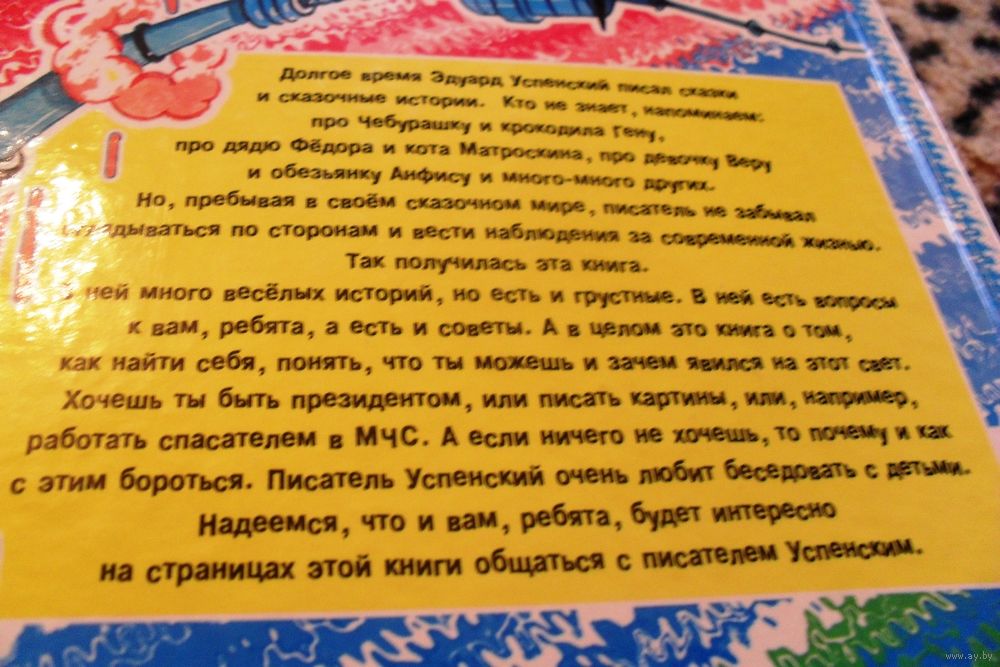 Долгое время Эдуард Успенский писал сказки
и сказочные истории. Кто не знает, напоминаем:
про Чебурашку и крокодила Гену,
про дядю Фёдора и кота Матроскина, про девочку Веру
и обезьянку Анфису и много-много других.
Но, пребывая в своём сказочном мире, писатель не забывал
по сторонам и вести наблюдения за современной жизнью.
Так получилась эта книга.
ней много весёлых историй, но есть и грустные. В ней есть вопросы
к вам, ребята, а есть и советы. А в целом это книга о том,
как найти себя, понять, что ты можешь и зачем явился на этот свет.
Хочешь ты быть президентом, или писать картины, или, например,
работать спасателем в МЧС. А если ничего не хочешь, то почему и как
с этим бороться. Писатель Успенский очень любит беседовать с детьми.
Надеемся, что и вам, ребята, будет интересно
на страницах этой книги общаться с писателем Успенским.
www.ay.by